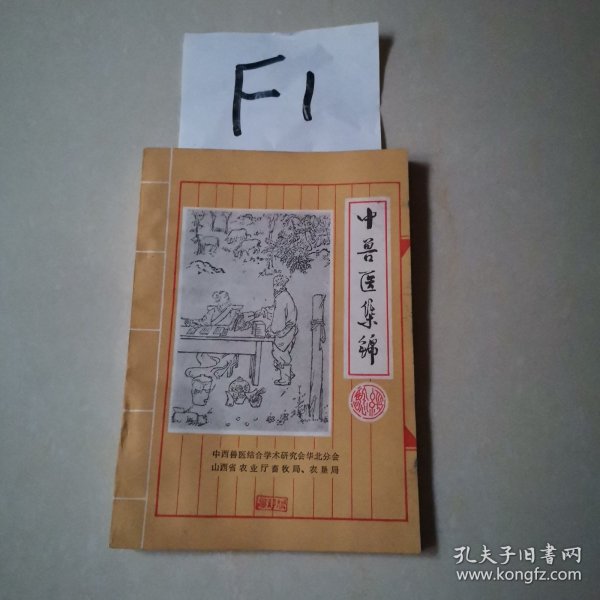 F1
中兽医集锦
中西兽医结合学术研究会华北分会
山西省农业厅畜牧局、农垦局
孔夫子旧书网
www.kongfz.com